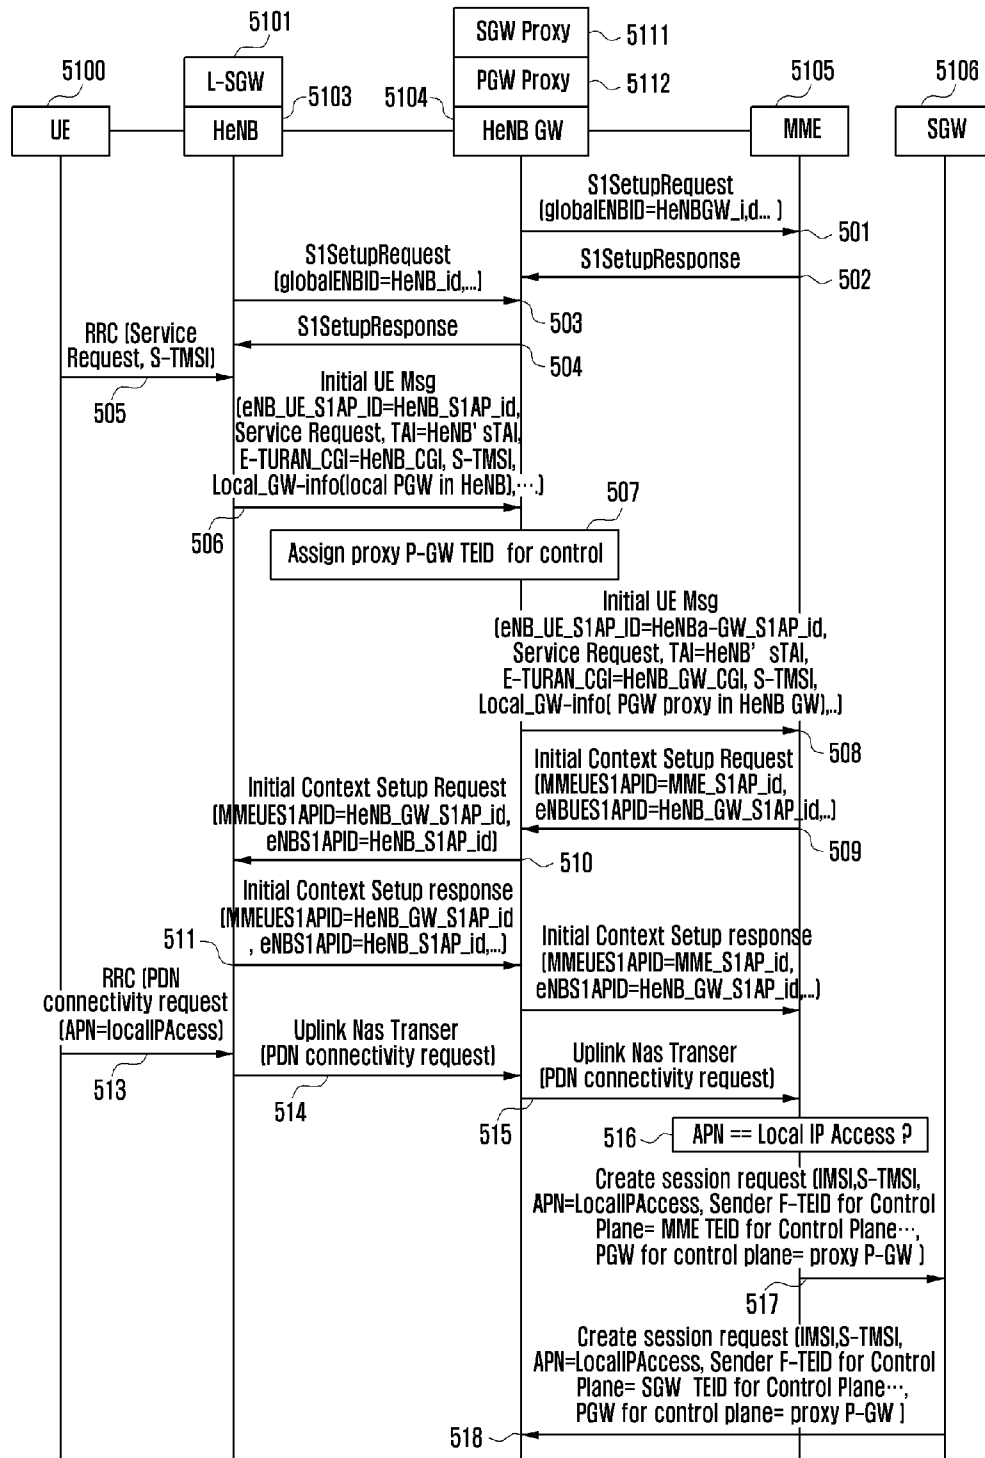 SGW Proxy
5111
5101
5100
L-SGW
PGW Proxy
5112
5105
5106
5103
5104
UE
HeNB
HeNB GW
MME
SGW
S1SetupRequest
(globalENBID=HeNBGW_i,d... )
501
S1SetupRequest
(globalENBID=HeNB_id,...)
S1SetupResponse
502
503
S1SetupResponse
504
RRC (Service
Request, S-TMSI)
505
Initial UE Msg
(eNB_UE_S1AP_ID=HeNB_S1AP_id,
Service Request, TAI=HeNB' sTAI,
E-TURAN_CGI=HeNB_CGI, S-TMSI,
Local_GW-info(local PGW in HeNB),….)
506
507
Assign proxy P-GW TEID for control
Initial UE Msg
(eNB_UE_S1AP_ID=HeNBa-GW_S1AP_id,
Service Request, TAI=HeNB' sTAI,
E-TURAN_CGI=HeNB_GW_CGI, S-TMSI,
Local_GW-info( PGW proxy in HeNB GW),..)
508
Initial Context Setup Request
(MMEUES1APID=MME_S1AP_id,
eNBUES1APID=HeNB_GW_S1AP_id,..)
509
Initial Context Setup Request
(MMEUES1APID=HeNB_GW_S1AP_id,
eNBS1APID=HeNB_S1AP_id)
510
Initial Context Setup response
(MMEUES1APID=HeNB_GW_S1AP_id
, eNBS1APID=HeNB_S1AP_id,...)
511
Initial Context Setup response
(MMEUES1APID=MME_S1AP_id,
eNBS1APID=HeNB_GW_S1AP_id,...)
RRC (PDN
connectivity request
(APN=localIPAcess)
513
Uplink Nas Transer
(PDN connectivity request)
514
Uplink Nas Transer
(PDN connectivity request)
515
516
APN == Local IP Access ?
Create session request (IMSI,S-TMSI,
APN=LocalIPAccess, Sender F-TEID for Control
Plane= MME TEID for Control Plane…,
PGW for control plane= proxy P-GW )
517
Create session request (IMSI,S-TMSI,
APN=LocalIPAccess, Sender F-TEID for Control
Plane= SGW TEID for Control Plane…,
PGW for control plane= proxy P-GW )
518